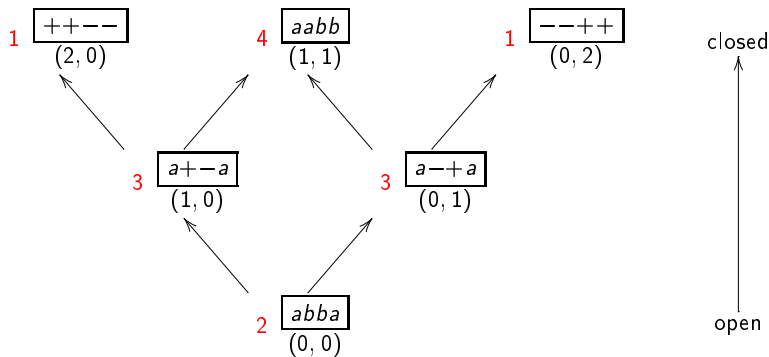 1 ++−− 4 aabb 1 −−++ closed
(2, 0) (1, 1) (0, 2)
3 a+−a 3 a−+a
(1, 0) (0, 1)
2 abba open
(0, 0)